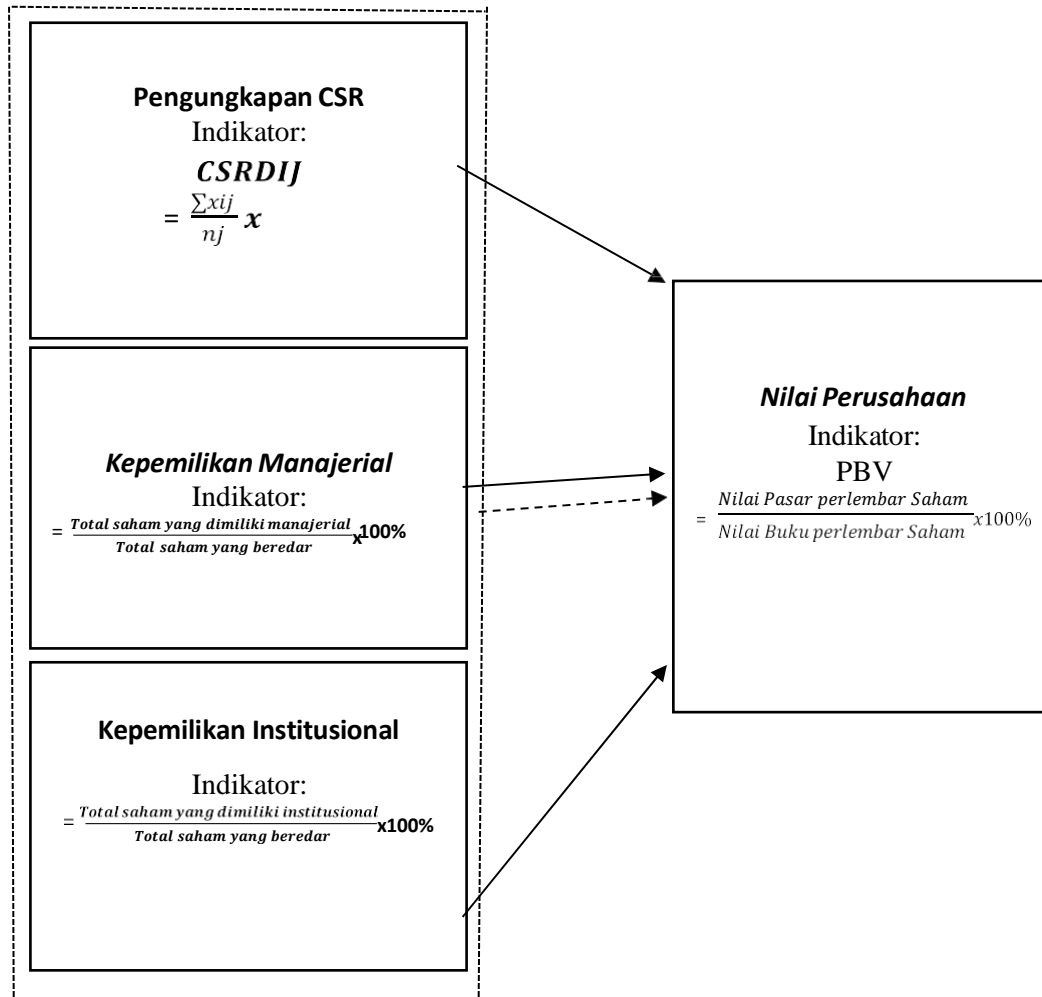 Pengungkapan CSR
Indikator:
CSRDIJ
= ∑xij / nj x
Kepemilikan Manajerial
Indikator:
= Total saham yang dimiliki manajerial / Total saham yang beredar x100%
Kepemilikan Institusional
Indikator:
= Total saham yang dimiliki institusional / Total saham yang beredar x100%
Nilai Perusahaan
Indikator:
PBV
= Nilai Pasar perlembar Saham / Nilai Buku perlembar Saham x100%